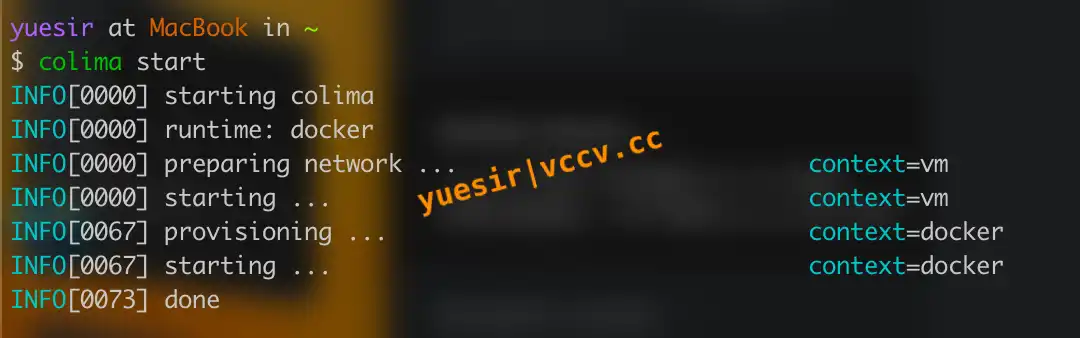 yuesir at MacBook in ~
$ colima start
INFO[0000] starting colima
INFO[0000] runtime: docker
INFO[0000] preparing network ... context=vm
INFO[0000] starting ... context=vm
INFO[0067] provisioning ... context=docker
INFO[0067] starting ... context=docker
INFO[0073] done
yuesir|vccv.cc